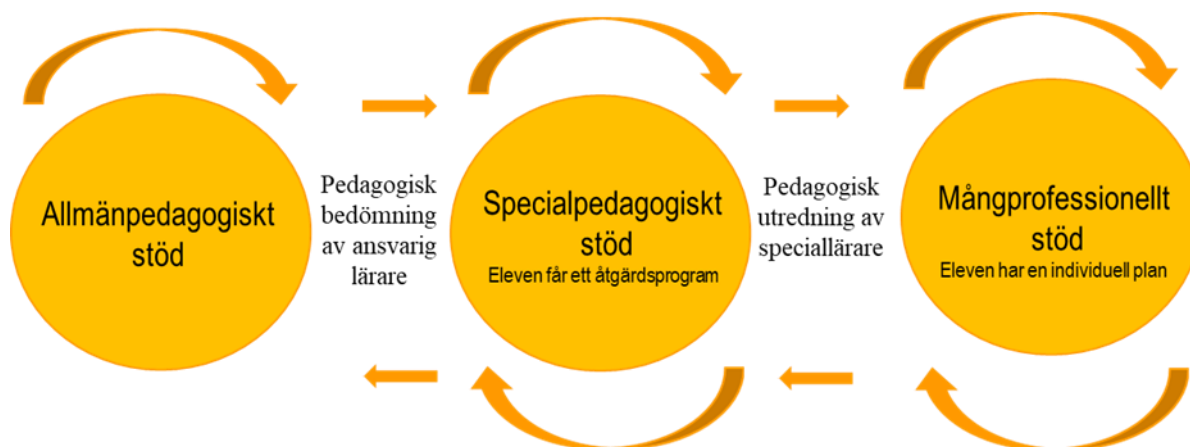 Allmänpedagogiskt
stöd
Pedagogisk
bedömning
av ansvarig
lärare
Specialpedagogiskt
stöd
Eleven får ett åtgärdsprogram
Pedagogisk
utredning av
speciallärare
Mångprofessionellt
stöd
Eleven har en individuell plan